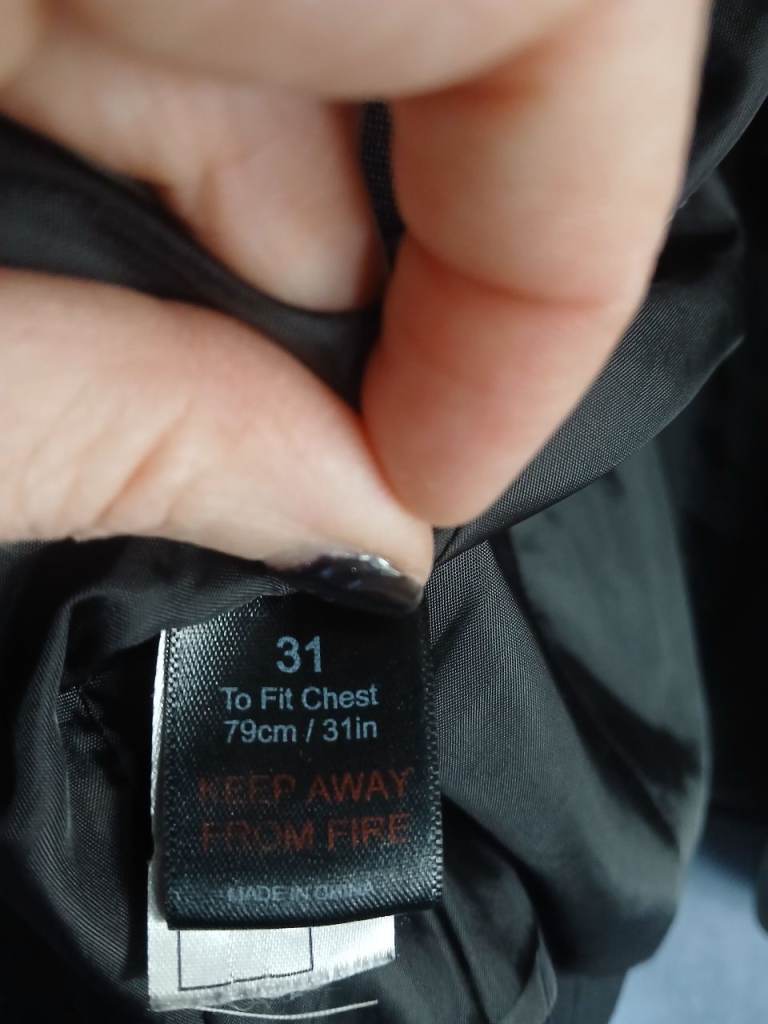 31
To Fit Chest
79cm / 31in
KEEP AWAY
FROM FIRE
MADE IN CHINA